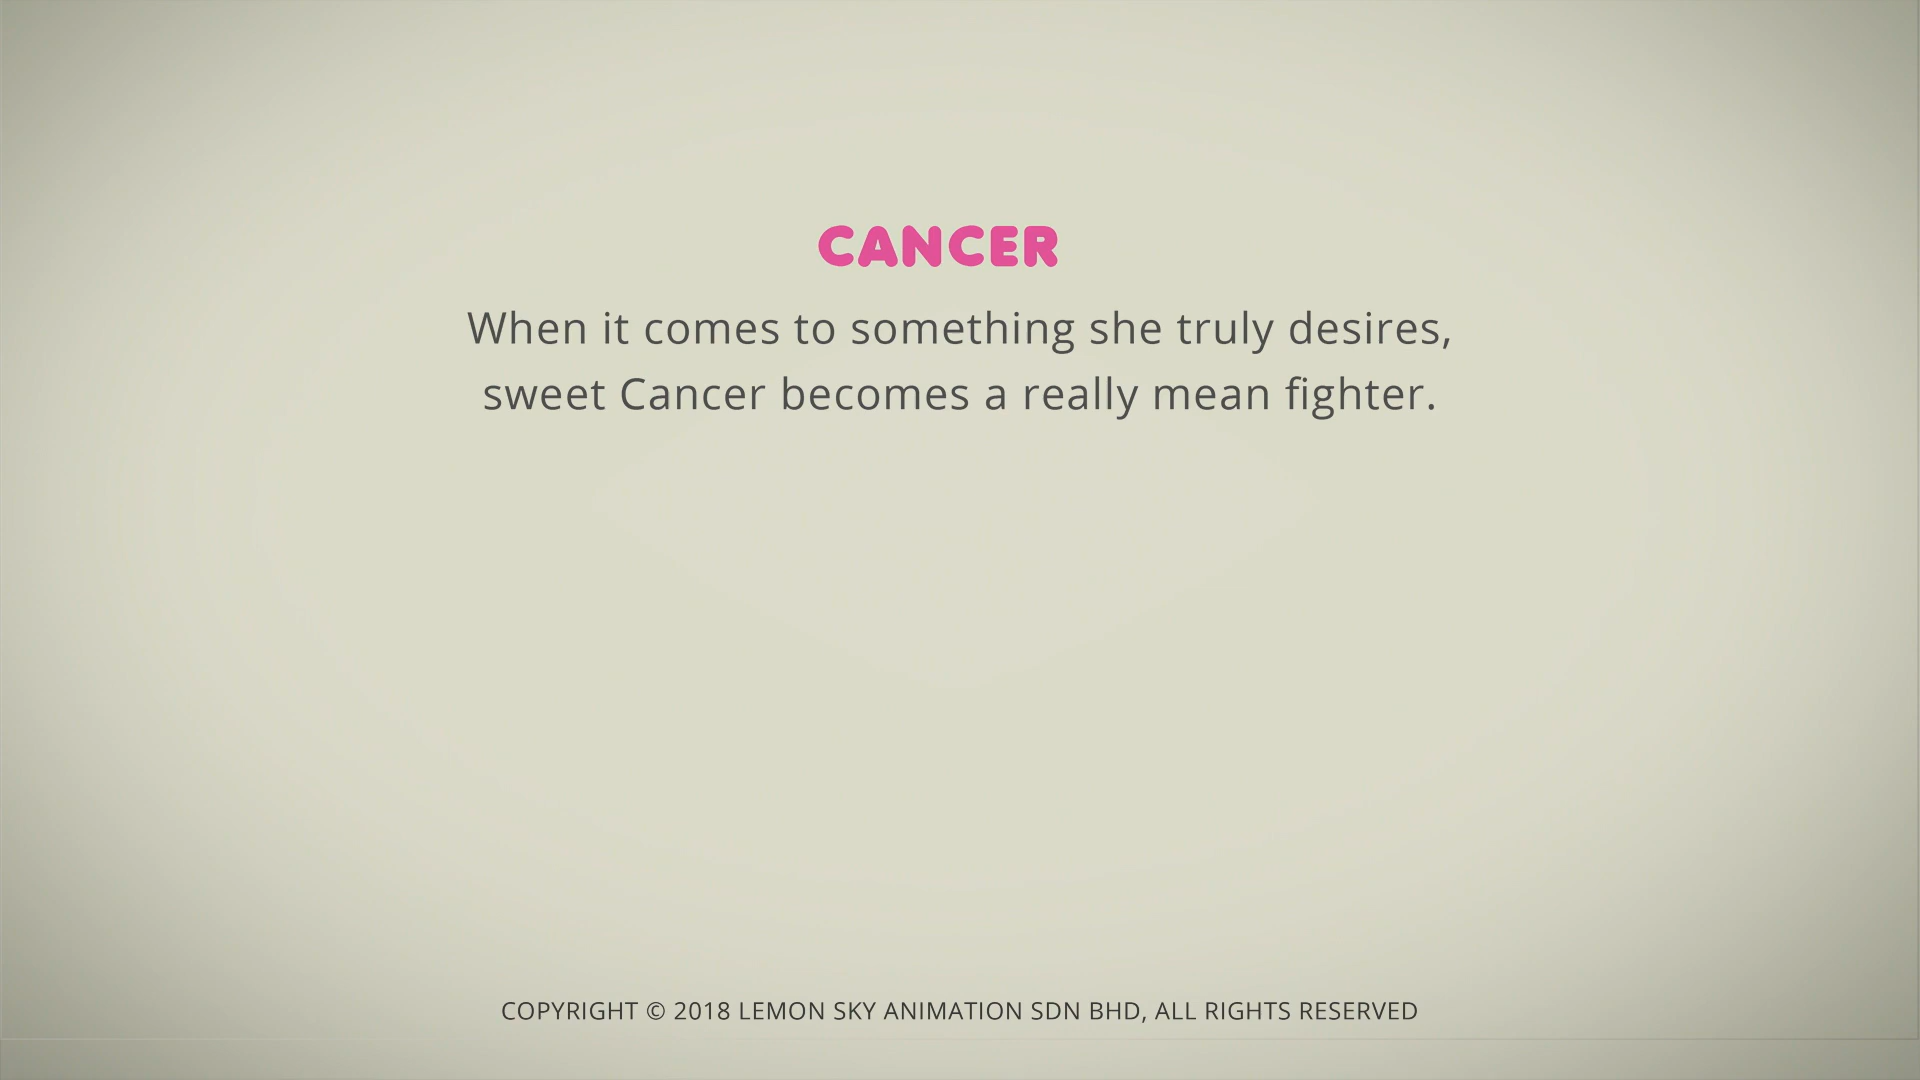 CANCER
When it comes to something she truly desires,
sweet Cancer becomes a really mean fighter.
COPYRIGHT © 2018 LEMON SKY ANIMATION SDN BHD, ALL RIGHTS RESERVED